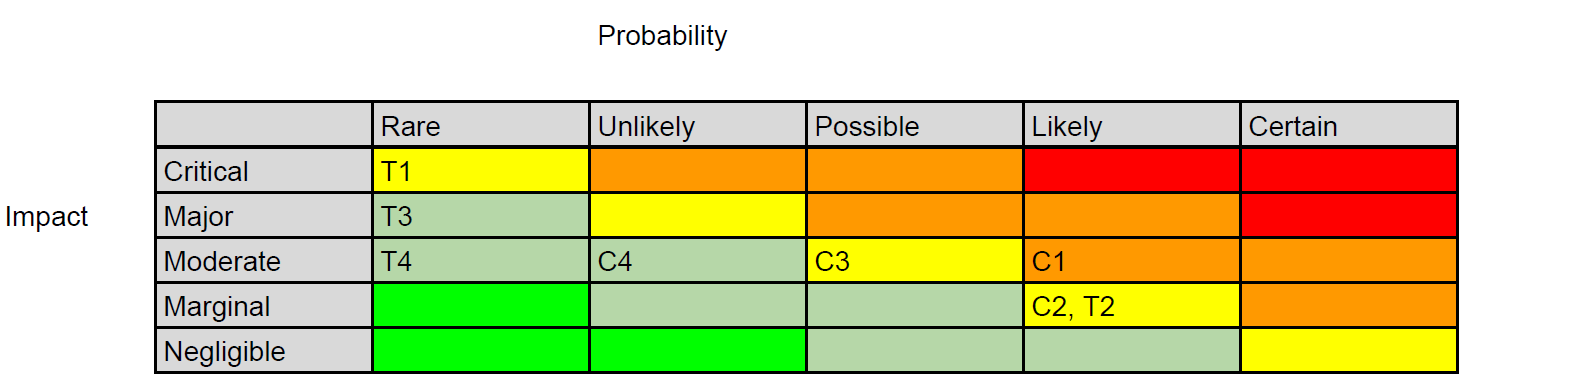 Probability
Rare Unlikely Possible Likely Certain
Critical T1
Impact Major T3
Moderate T4 C4 C3 C1
Marginal C2, T2
Negligible